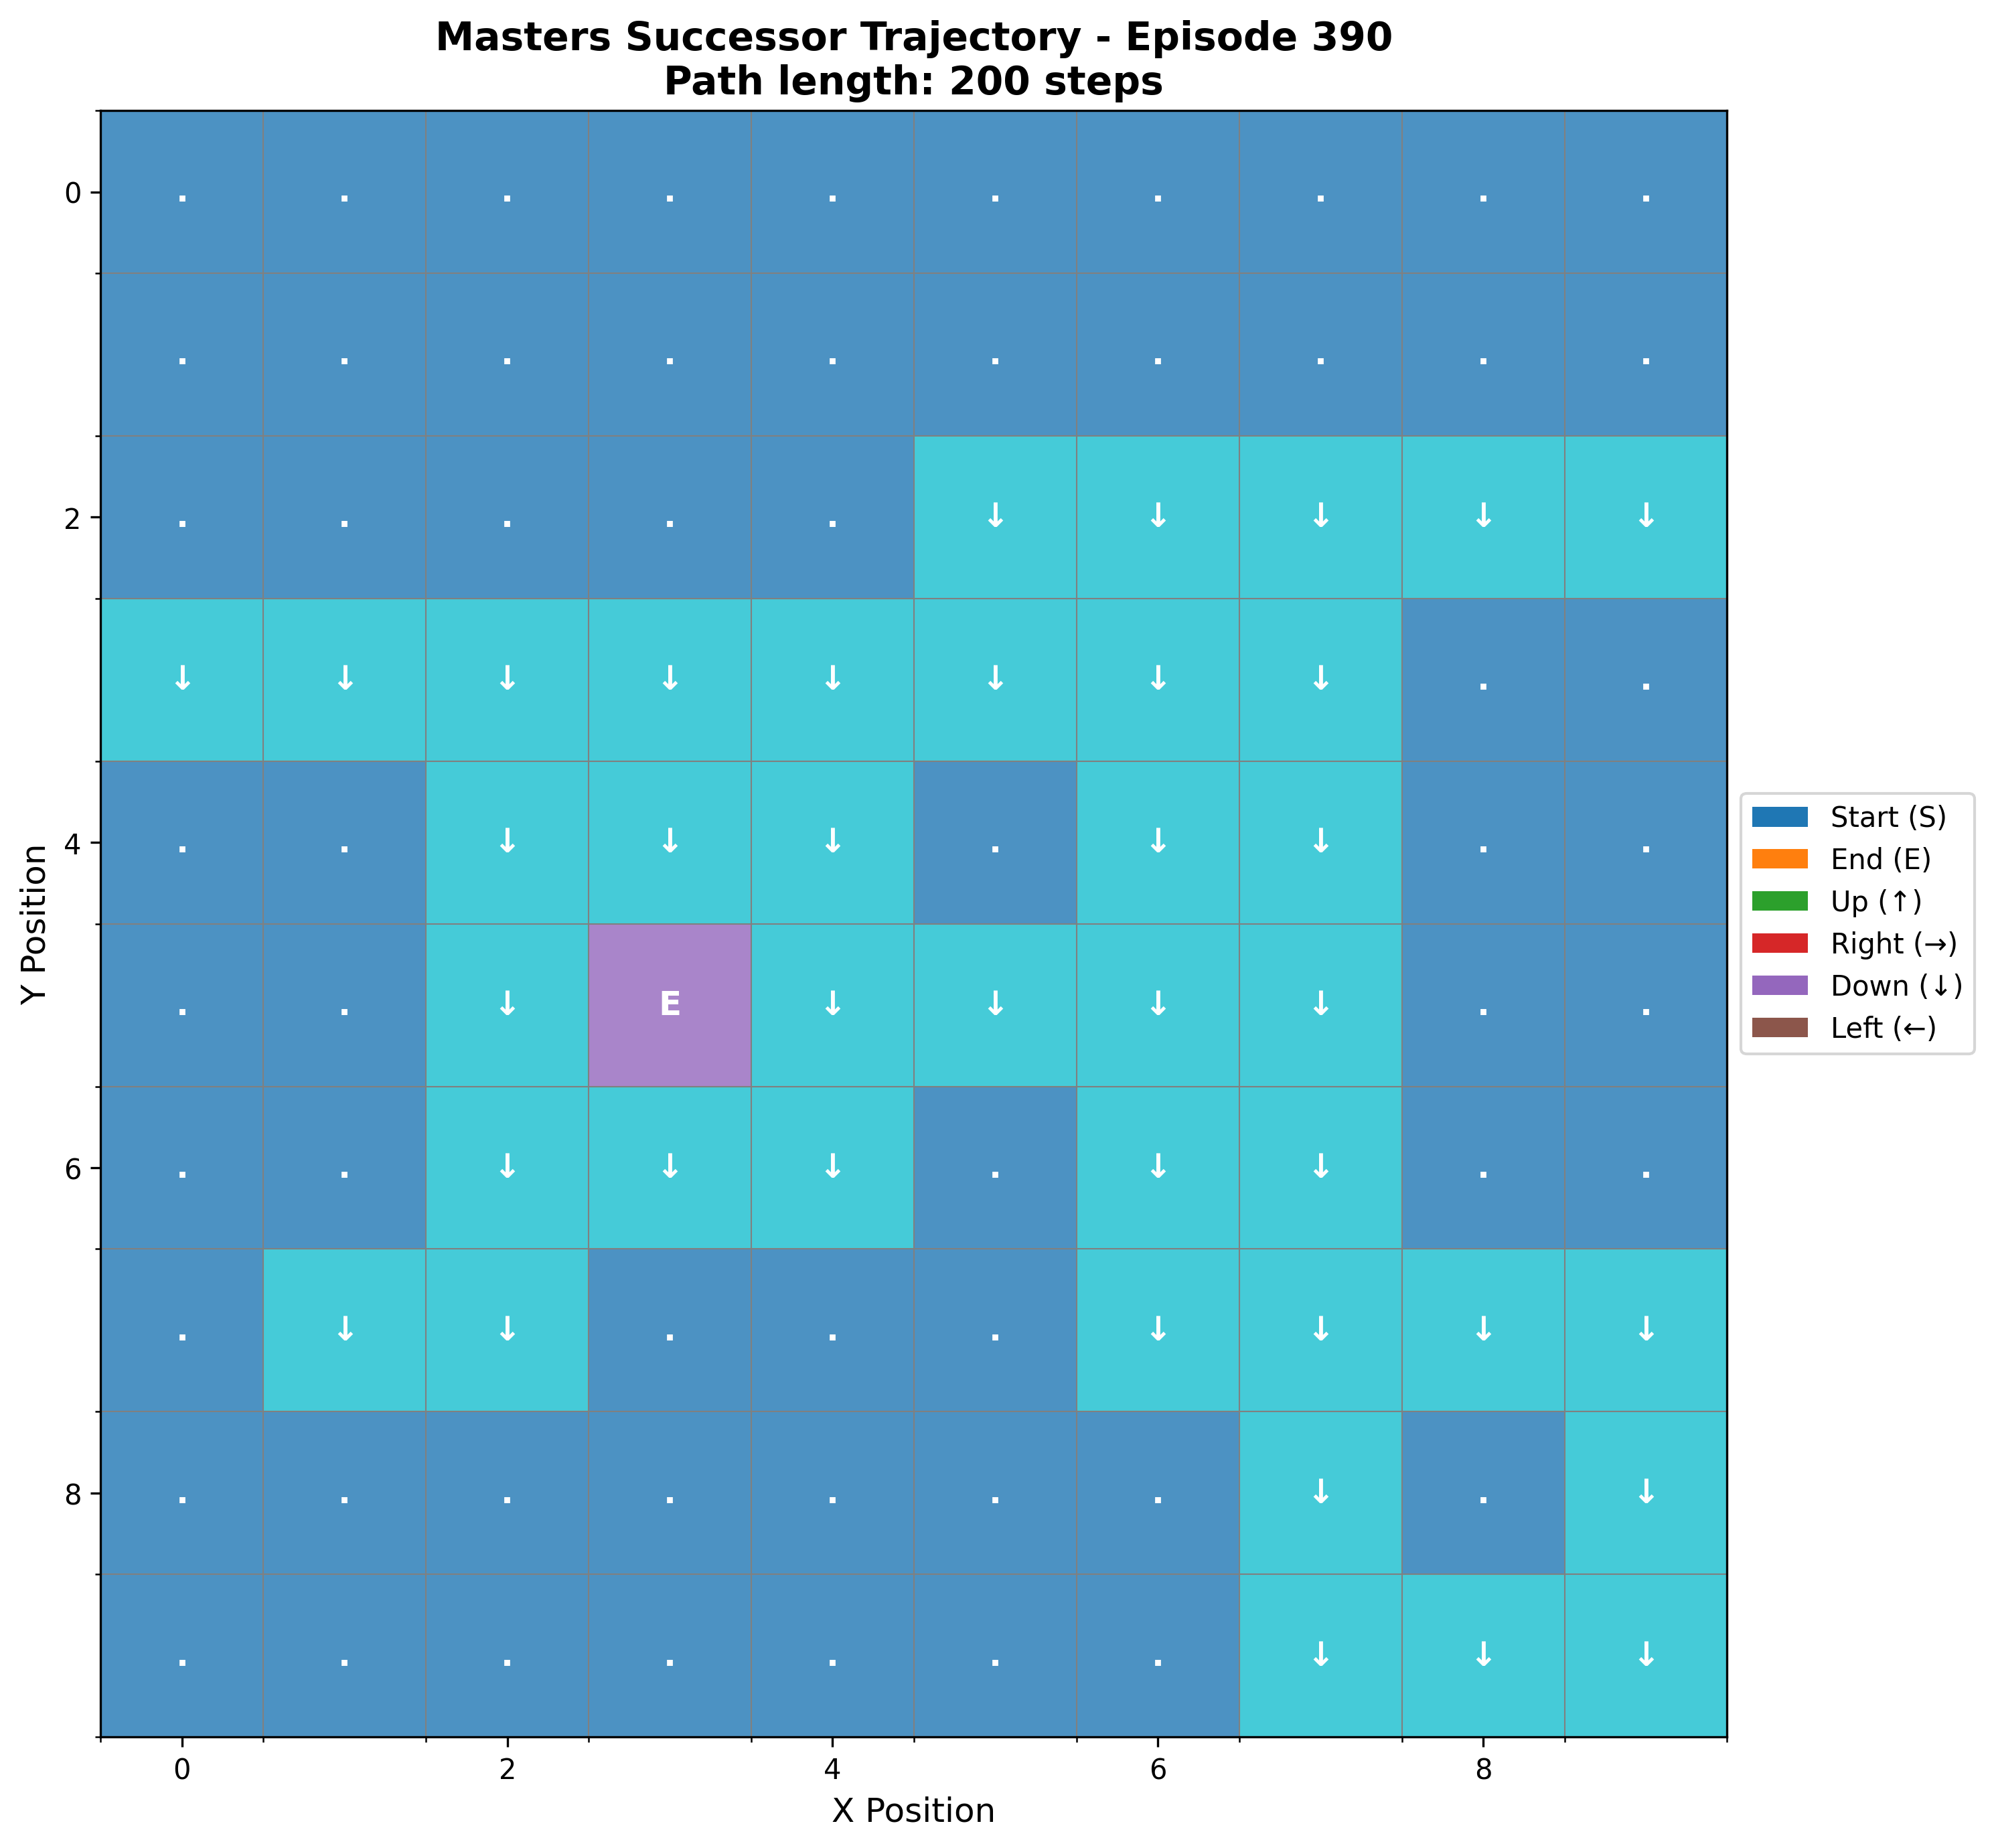 Masters Successor Trajectory - Episode 390
Path length: 200 steps
0 . . . . . . . . . .
. . . . . . . . . .
2 . . . . . ↓ ↓ ↓ ↓ ↓
↓ ↓ ↓ ↓ ↓ ↓ ↓ ↓ . .
4 . . ↓ ↓ ↓ . ↓ ↓ . .
. . ↓ E ↓ ↓ ↓ ↓ . .
6 . . ↓ ↓ ↓ . ↓ ↓ . .
. ↓ ↓ . . . ↓ ↓ ↓ ↓
8 . . . . . . . ↓ . ↓
. . . . . . . ↓ ↓ ↓
0 2 4 6 8
X Position
Y Position
Start (S)
End (E)
Up (↑)
Right (→)
Down (↓)
Left (←)